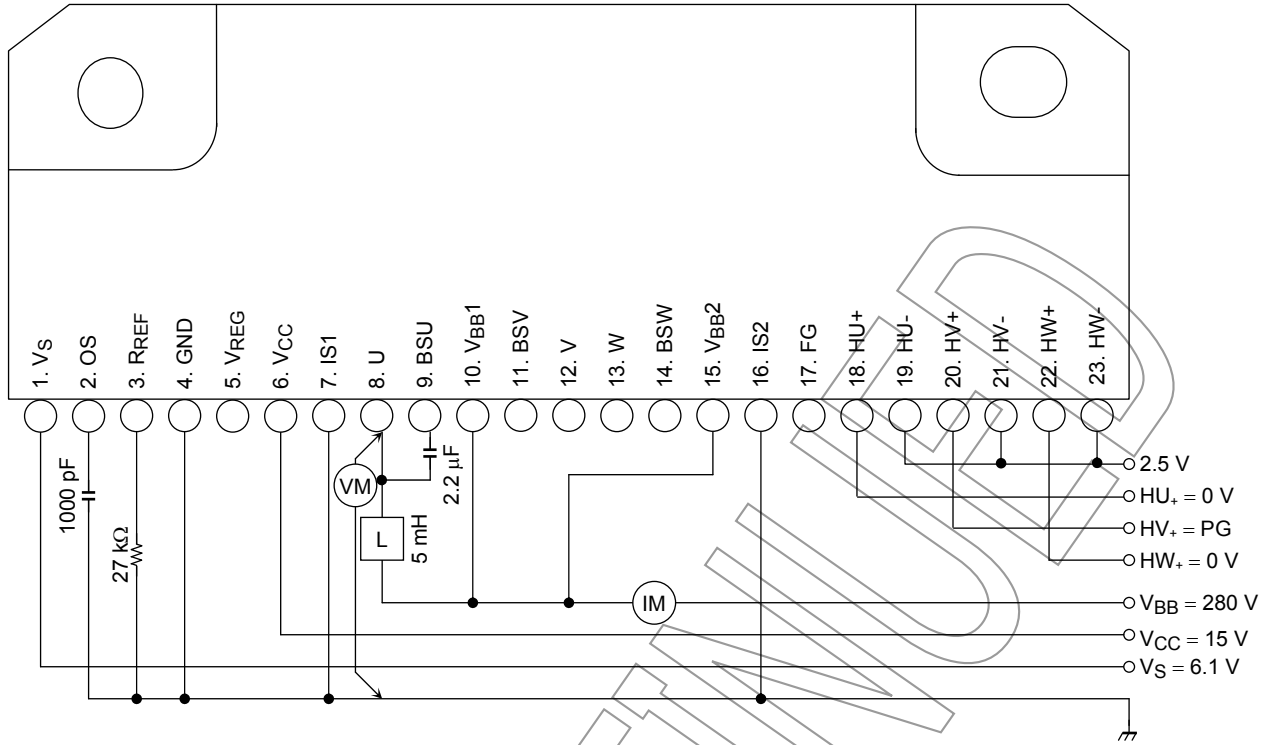 1. VS
2. OS
3. RREF
4. GND
5. VREG
6. VCC
7. IS1
8. U
9. BSU
10. VBB1
11. BSV
12. V
13. W
14. BSW
15. VBB2
16. IS2
17. FG
18. HU+
19. HU-
20. HV+
21. HV-
22. HW+
23. HW-
1000 pF
27 kΩ
VM
2.2 μF
L
5 mH
IM
2.5 V
HU+ = 0 V
HV+ = PG
HW+ = 0 V
VBB = 280 V
VCC = 15 V
VS = 6.1 V